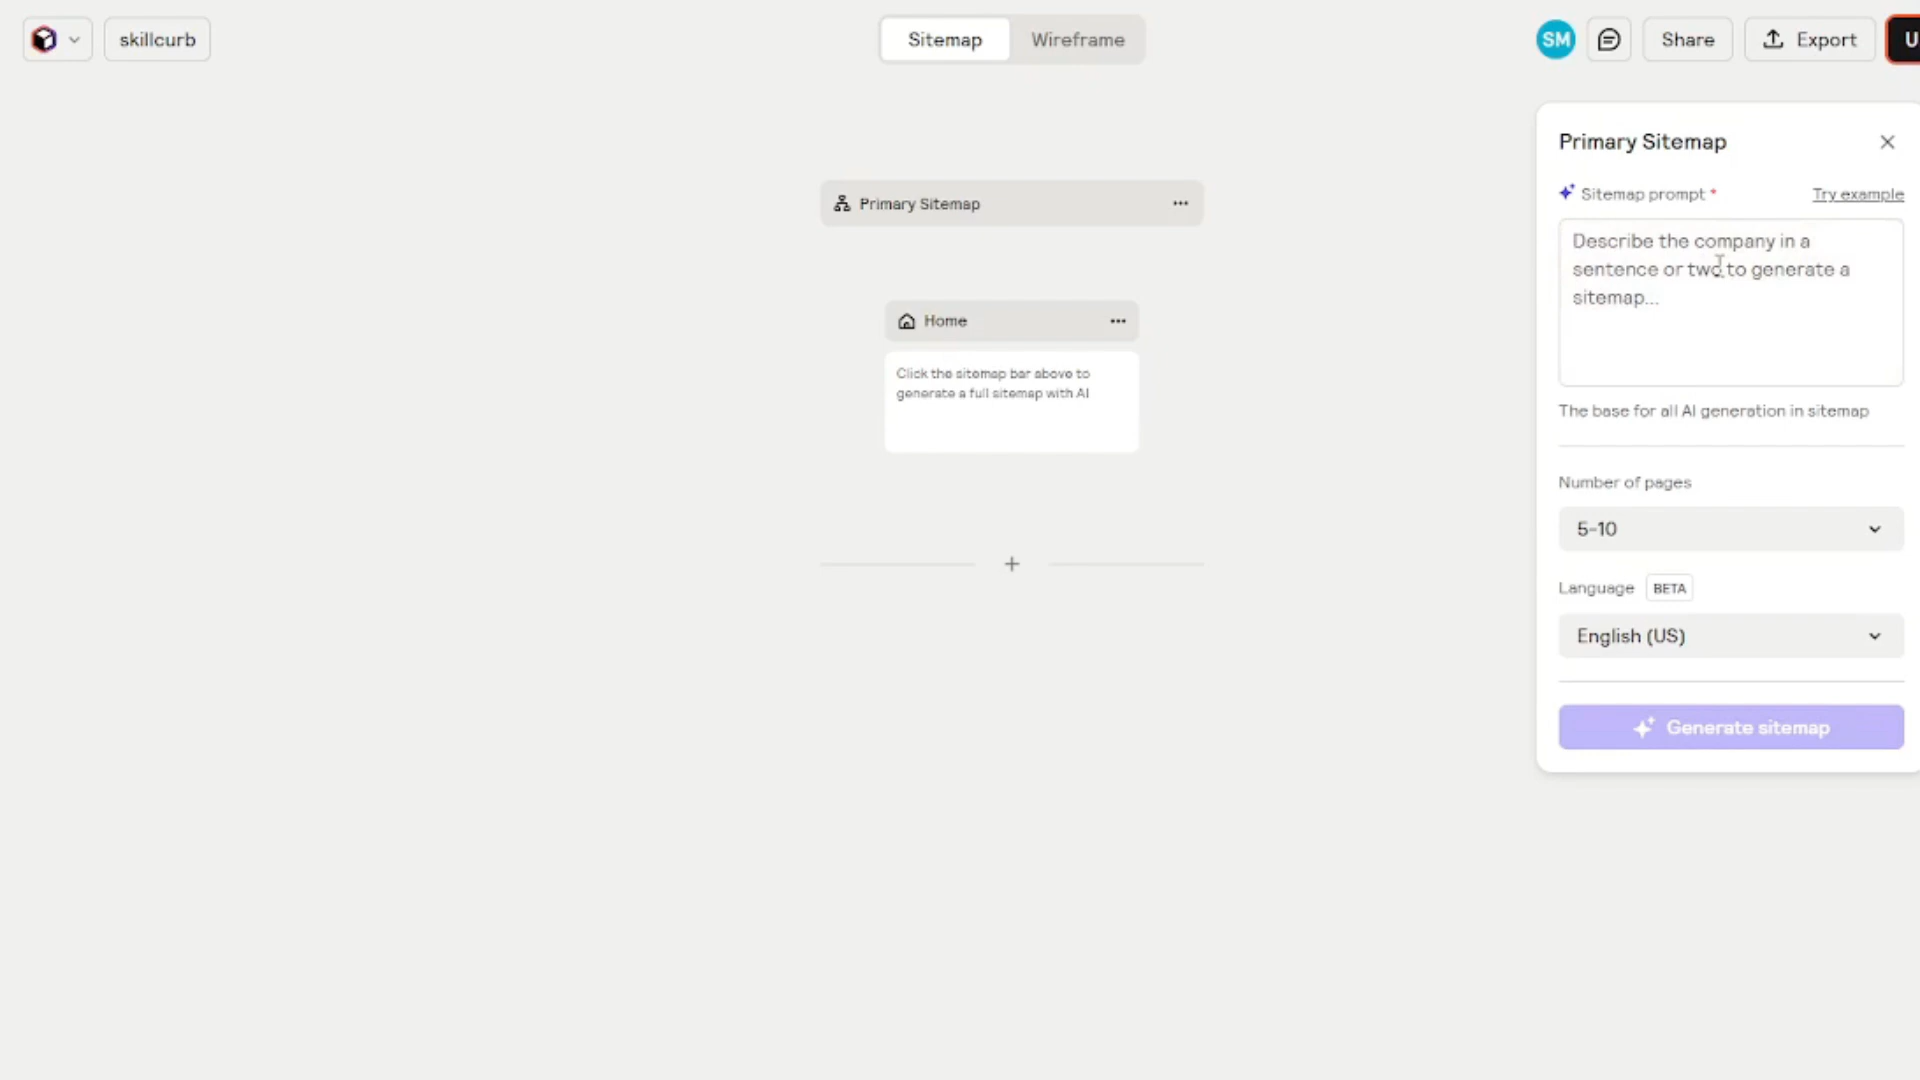 skillcurb
Sitemap
Wireframe
SM
Share
Export
U
Primary Sitemap
Home
Click the sitemap bar above to
generate a full sitemap with AI
Primary Sitemap
Sitemap prompt *
Try example
Describe the company in a
sentence or two to generate a
sitemap...
The base for all AI generation in sitemap
Number of pages
5-10
Language BETA
English (US)
Generate sitemap